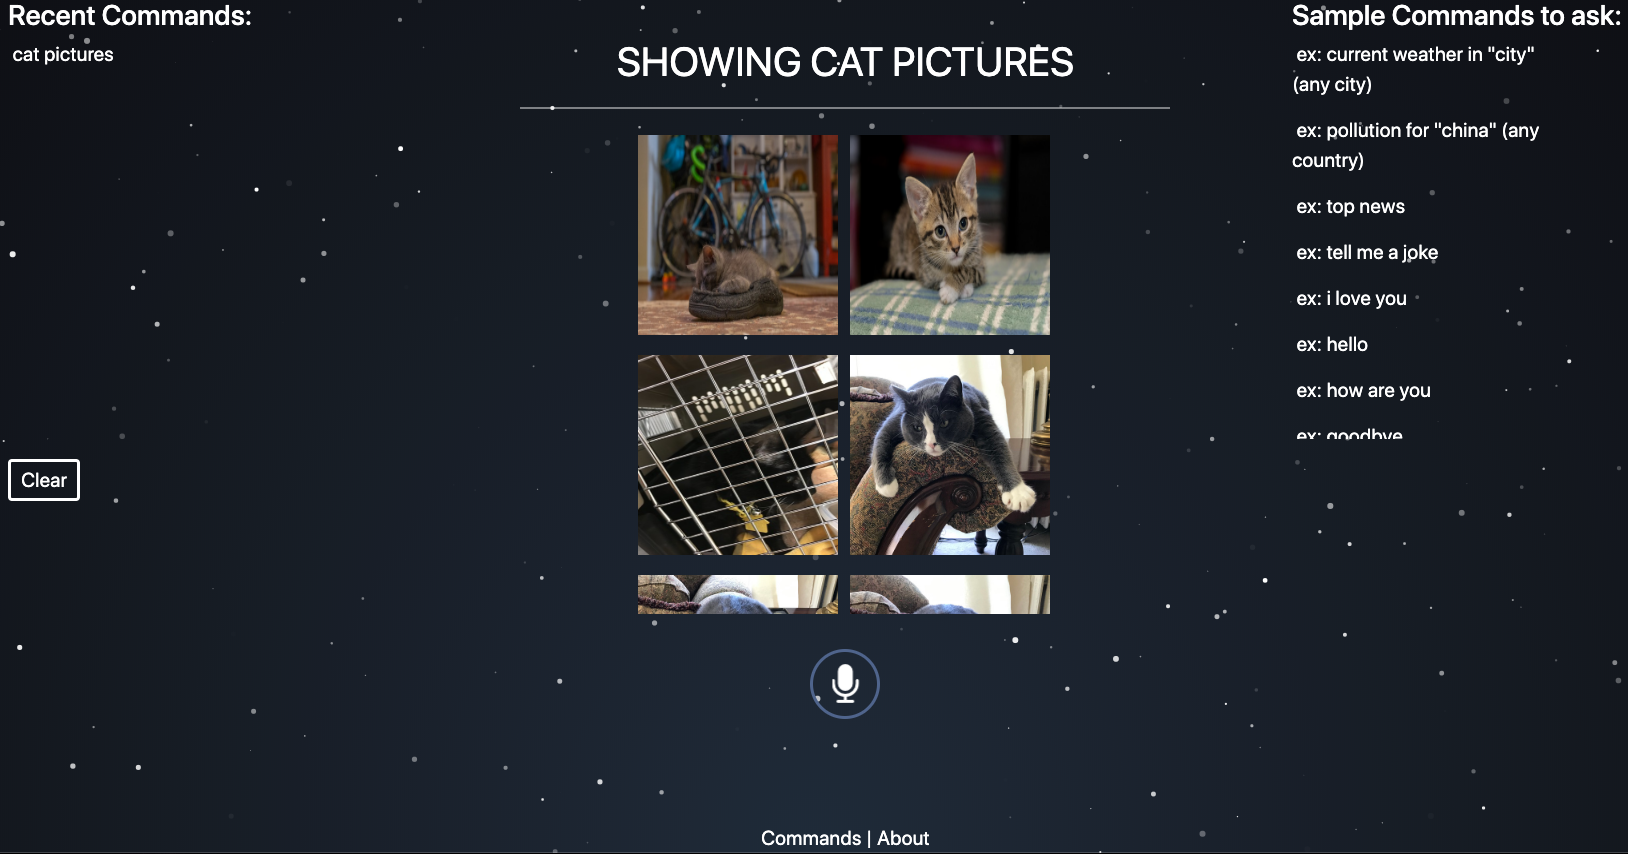 Recent Commands:
cat pictures
Clear
SHOWING CAT PICTURES
Sample Commands to ask:
ex: current weather in "city"
(any city)
ex: pollution for "china" (any
country)
ex: top news
ex: tell me a joke
ex: i love you
ex: hello
ex: how are you
ex: goodbye
Commands | About